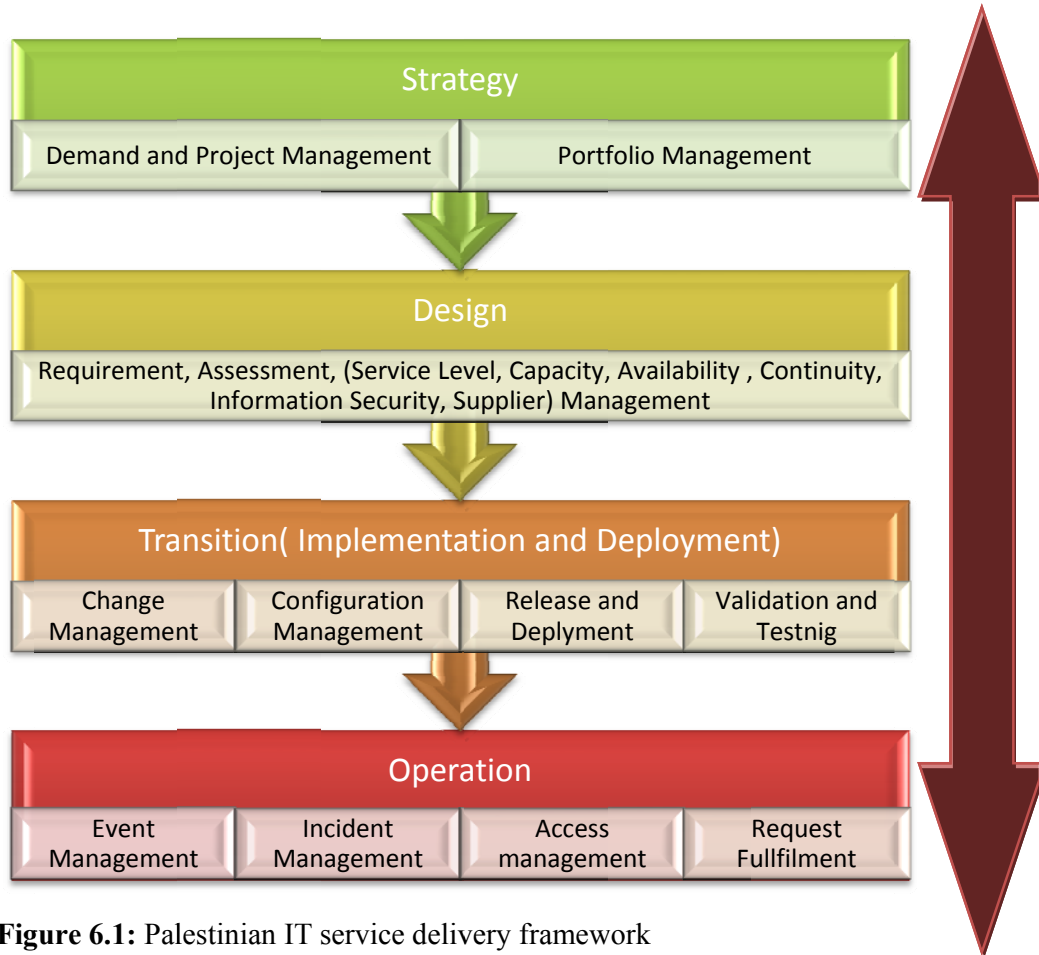 Strategy
Demand and Project Management
Portfolio Management
Design
Requirement, Assessment, (Service Level, Capacity, Availability , Continuity,
Information Security, Supplier) Management
Transition( Implementation and Deployment)
Change
Management
Configuration
Management
Release and
Deplyment
Validation and
Testnig
Operation
Event
Management
Incident
Management
Access
management
Request
Fullfilment
Figure 6.1: Palestinian IT service delivery framework